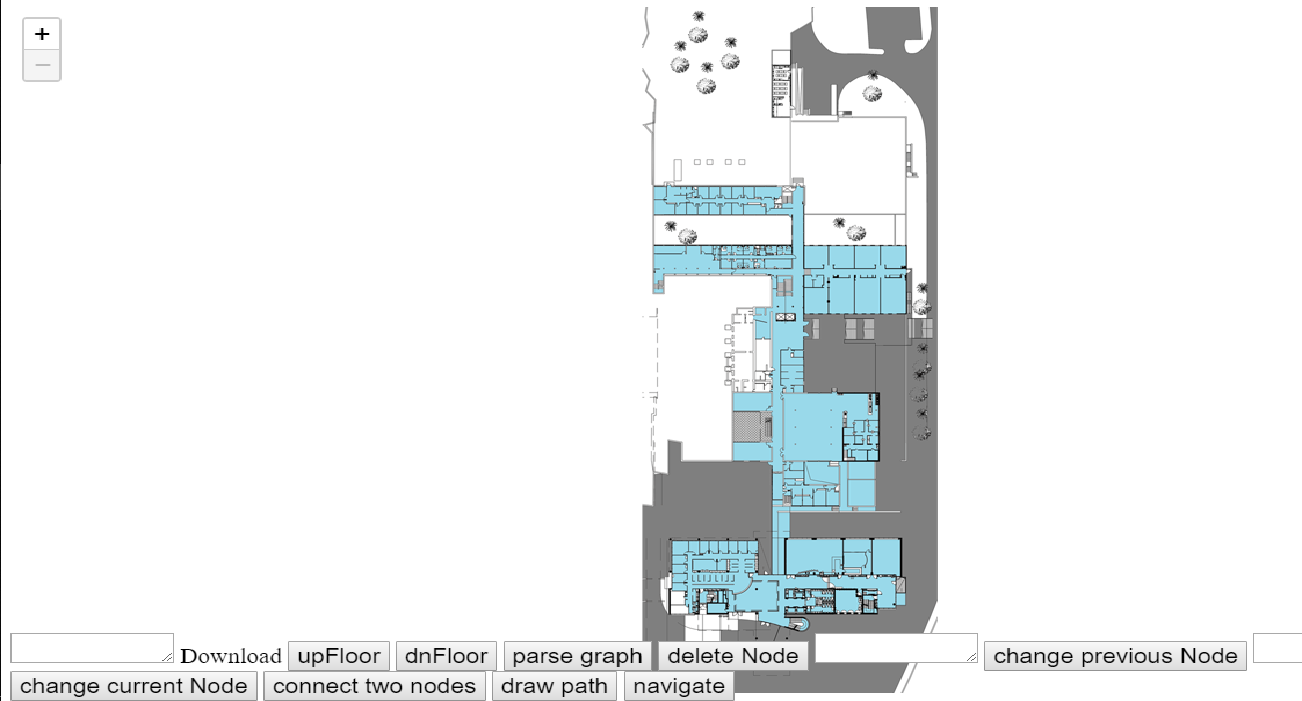 +
−
Download upFloor dnFloor parse graph delete Node change previous Node
change current Node connect two nodes draw path navigate